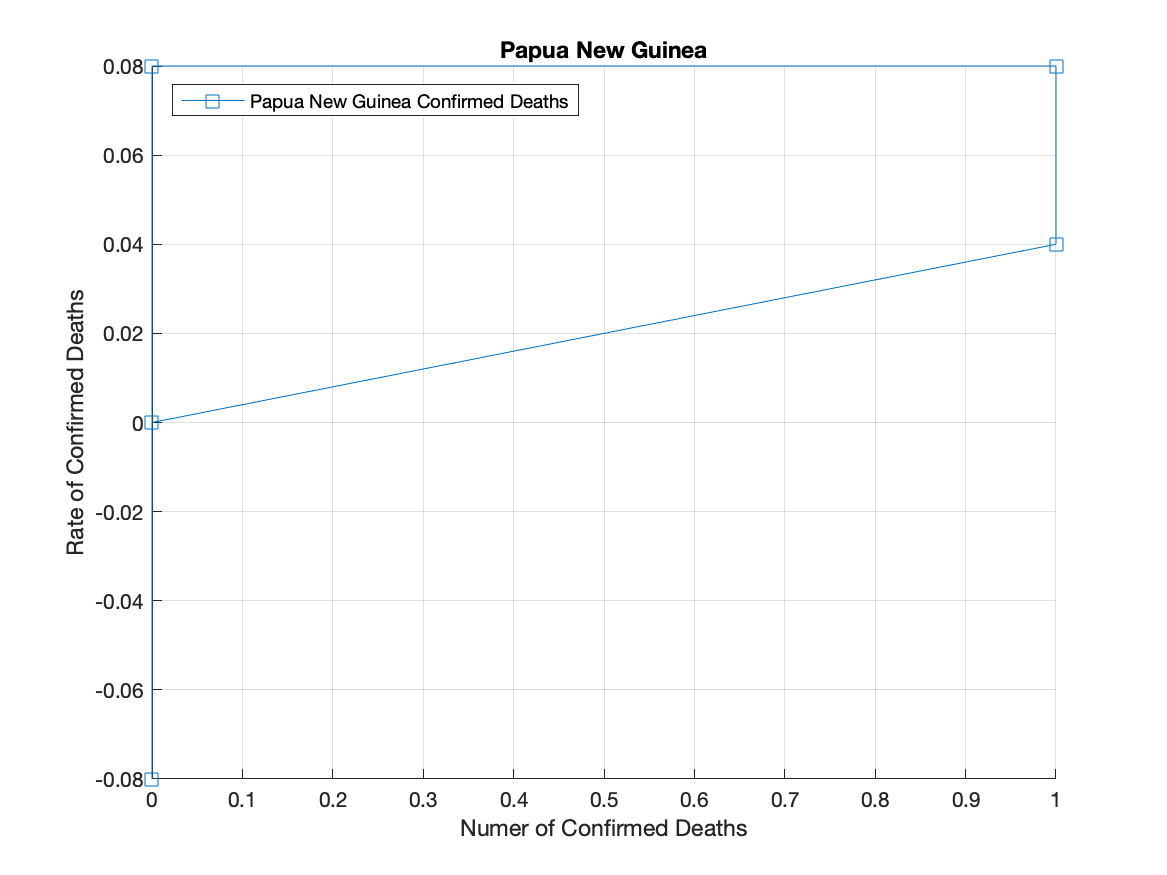 Papua New Guinea
0.08
Papua New Guinea Confirmed Deaths
0.06
0.04
0.02
0
-0.02
-0.04
-0.06
-0.08
Rate of Confirmed Deaths
0 0.1 0.2 0.3 0.4 0.5 0.6 0.7 0.8 0.9 1
Numer of Confirmed Deaths